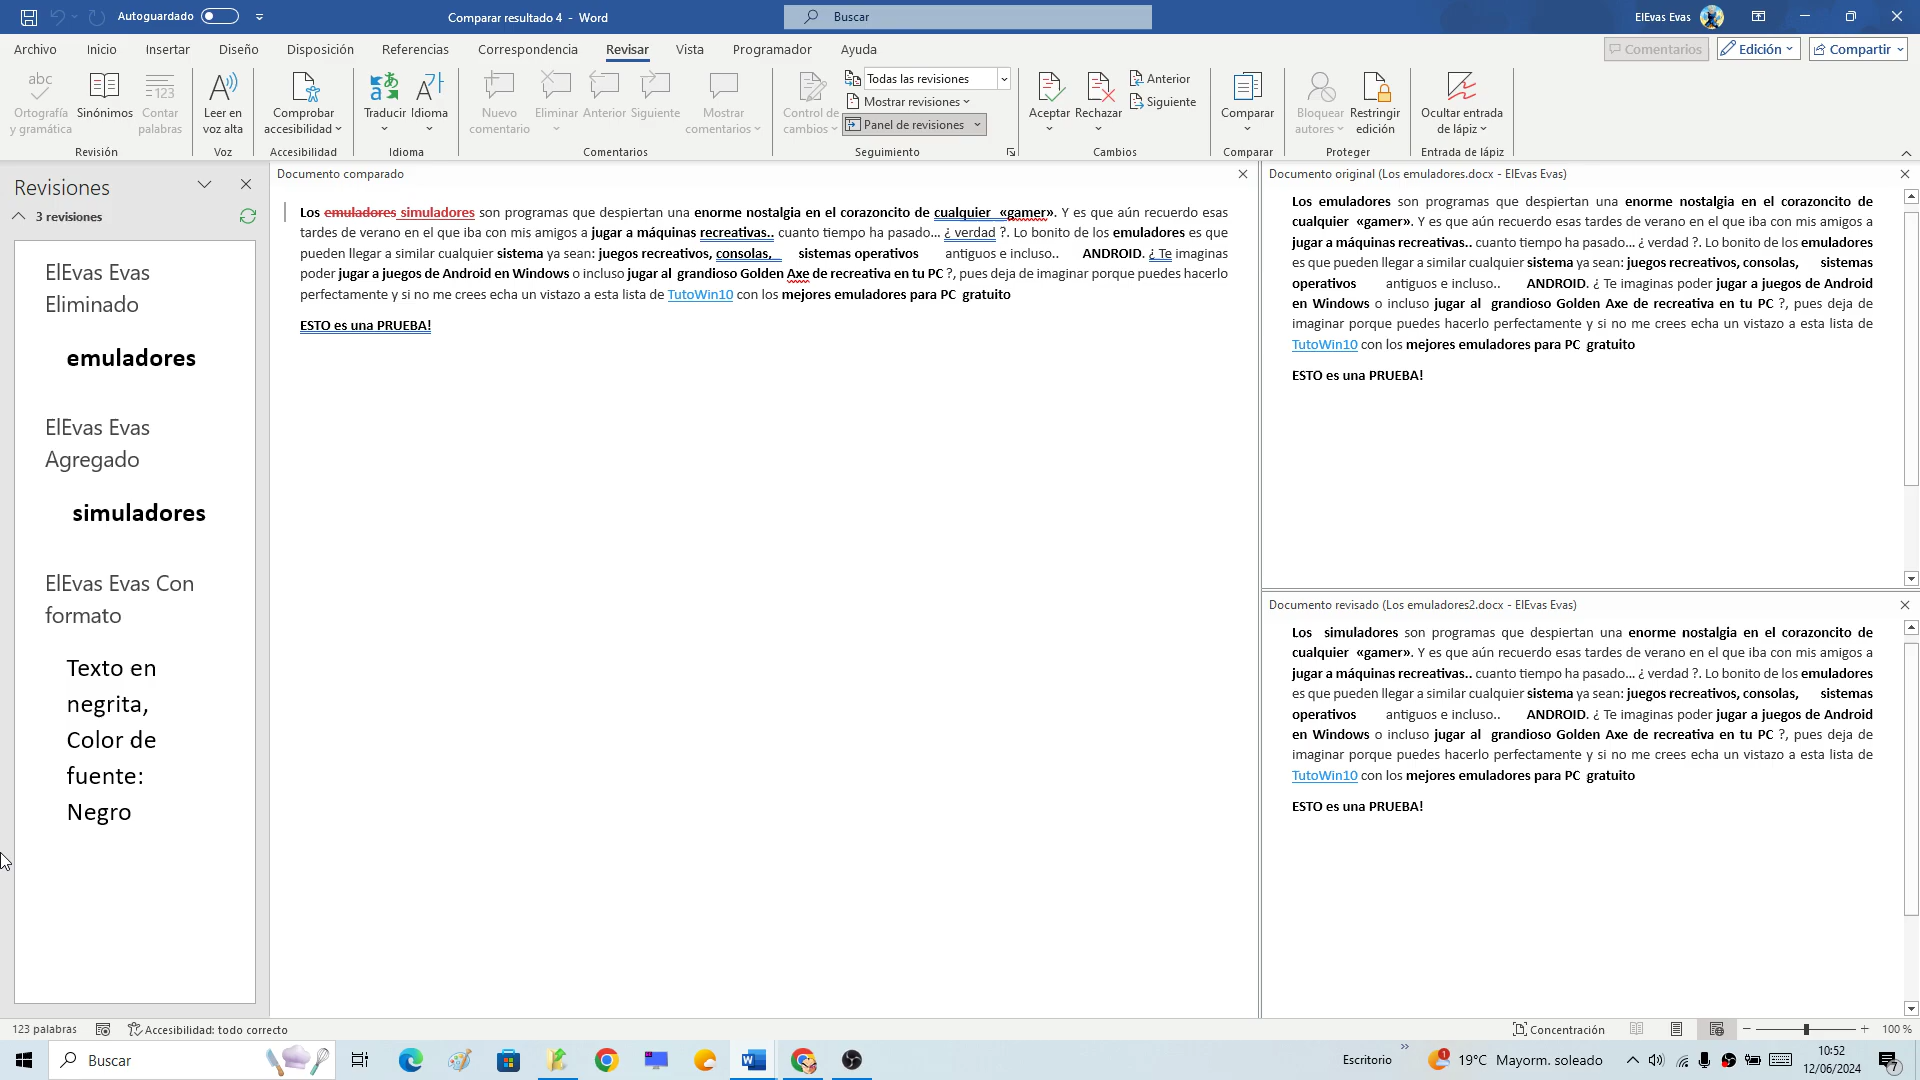 Autoguardado
Comparar resultado 4 - Word
Buscar
ElEvas Evas
Archivo Inicio Insertar Diseño Disposición Referencias Correspondencia Revisar Vista Programador Ayuda
Comentarios Edición Compartir
abc
Ortografía y gramática
Sinónimos
123
Contar palabras
Revisión
Leer en voz alta
Voz
Comprobar accesibilidad
Accesibilidad
Traducir
Idioma
Idioma
Nuevo comentario
Eliminar
Anterior
Siguiente
Mostrar comentarios
Comentarios
Control de cambios
Todas las revisiones
Mostrar revisiones
Panel de revisiones
Seguimiento
Aceptar
Rechazar
Anterior
Siguiente
Cambios
Comparar
Comparar
Bloquear autores
Restringir edición
Proteger
Ocultar entrada de lápiz
Entrada de lápiz
Revisiones
3 revisiones
ElEvas Evas
Eliminado
emuladores
ElEvas Evas
Agregado
simuladores
ElEvas Evas Con
formato
Texto en
negrita,
Color de
fuente:
Negro
Documento comparado
Los emuladores simuladores son programas que despiertan una enorme nostalgia en el corazoncito de cualquier «gamer». Y es que aún recuerdo esas
tardes de verano en el que iba con mis amigos a jugar a máquinas recreativas.. cuanto tiempo ha pasado... ¿ verdad ?. Lo bonito de los emuladores es que
pueden llegar a similar cualquier sistema ya sean: juegos recreativos, consolas, sistemas operativos antiguos e incluso.. ANDROID. ¿ Te imaginas
poder jugar a juegos de Android en Windows o incluso jugar al grandioso Golden Axe de recreativa en tu PC ?, pues deja de imaginar porque puedes hacerlo
perfectamente y si no me crees echa un vistazo a esta lista de TutoWin10 con los mejores emuladores para PC gratuito
ESTO es una PRUEBA!
Documento original (Los emuladores.docx - ElEvas Evas)
Los emuladores son programas que despiertan una enorme nostalgia en el corazoncito de
cualquier «gamer». Y es que aún recuerdo esas tardes de verano en el que iba con mis amigos a
jugar a máquinas recreativas.. cuanto tiempo ha pasado... ¿ verdad ?. Lo bonito de los emuladores
es que pueden llegar a similar cualquier sistema ya sean: juegos recreativos, consolas, sistemas
operativos antiguos e incluso.. ANDROID. ¿ Te imaginas poder jugar a juegos de Android
en Windows o incluso jugar al grandioso Golden Axe de recreativa en tu PC ?, pues deja de
imaginar porque puedes hacerlo perfectamente y si no me crees echa un vistazo a esta lista de
TutoWin10 con los mejores emuladores para PC gratuito
ESTO es una PRUEBA!
Documento revisado (Los emuladores2.docx - ElEvas Evas)
Los simuladores son programas que despiertan una enorme nostalgia en el corazoncito de
cualquier «gamer». Y es que aún recuerdo esas tardes de verano en el que iba con mis amigos a
jugar a máquinas recreativas.. cuanto tiempo ha pasado... ¿ verdad ?. Lo bonito de los emuladores
es que pueden llegar a similar cualquier sistema ya sean: juegos recreativos, consolas, sistemas
operativos antiguos e incluso.. ANDROID. ¿ Te imaginas poder jugar a juegos de Android
en Windows o incluso jugar al grandioso Golden Axe de recreativa en tu PC ?, pues deja de
imaginar porque puedes hacerlo perfectamente y si no me crees echa un vistazo a esta lista de
TutoWin10 con los mejores emuladores para PC gratuito
ESTO es una PRUEBA!
123 palabras
Accesibilidad: todo correcto
Concentración
100 %
Buscar
Escritorio
1
19°C Mayorm. soleado
10:52
12/06/2024
7